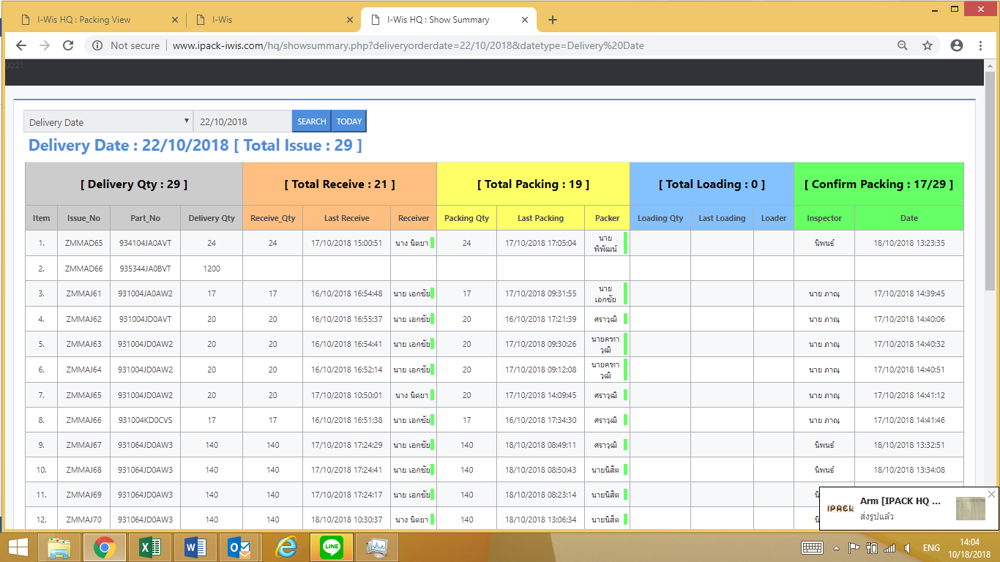 I-Wis HQ : Packing View
I-Wis
I-Wis HQ : Show Summary
Not secure www.ipack-iwis.com/hq/showsummary.php?deliveryorderdate=22/10/2018&datetype=Delivery%20Date
00:21
Delivery Date 22/10/2018 SEARCH TODAY
Delivery Date : 22/10/2018 [ Total Issue : 29 ]
[ Delivery Qty : 29 ] [ Total Receive : 21 ] [ Total Packing : 19 ] [ Total Loading : 0 ] [ Confirm Packing : 17/29 ]
Item Issue_No Part_No Delivery Qty Receive_Qty Last Receive Receiver Packing Qty Last Packing Packer Loading Qty Last Loading Loader Inspector Date
1. ZMMAD65 934104JA0AVT 24 24 17/10/2018 15:00:51 นาง นิตยา 24 17/10/2018 17:05:04 นาย พิพัฒน์ นิพนธ์ 18/10/2018 13:23:35
2. ZMMAD66 935344JA0BVT 1200
3. ZMMAJ61 931004JA0AW2 17 17 16/10/2018 16:54:48 นาย เอกชัย 17 17/10/2018 09:31:55 นาย เอกชัย นาย ภาณุ 17/10/2018 14:39:45
4. ZMMAJ62 931004JD0AVT 20 20 16/10/2018 16:55:37 นาย เอกชัย 20 16/10/2018 17:21:39 ศราวุฒิ นาย ภาณุ 17/10/2018 14:40:06
5. ZMMAJ63 931004JD0AW2 20 20 16/10/2018 16:54:41 นาย เอกชัย 20 17/10/2018 09:30:26 นายคฑา วุฒิ นาย ภาณุ 17/10/2018 14:40:32
6. ZMMAJ64 931004JD0AW2 20 20 16/10/2018 16:52:14 นาย เอกชัย 20 17/10/2018 09:12:08 นายคฑา วุฒิ นาย ภาณุ 17/10/2018 14:40:51
7. ZMMAJ65 931004JD0AW2 20 20 17/10/2018 10:50:01 นาง นิตยา 20 17/10/2018 14:09:45 ศราวุฒิ นาย ภาณุ 17/10/2018 14:41:12
8. ZMMAJ66 931004KD0CVS 17 17 16/10/2018 16:51:38 นาย เอกชัย 17 16/10/2018 17:34:30 ศราวุฒิ นาย ภาณุ 17/10/2018 14:41:46
9. ZMMAJ67 931064JD0AW3 140 140 17/10/2018 17:24:29 นาย เอกชัย 140 18/10/2018 08:49:11 ศราวุฒิ นิพนธ์ 18/10/2018 13:32:51
10. ZMMAJ68 931064JD0AW3 140 140 17/10/2018 17:24:41 นาย เอกชัย 140 18/10/2018 08:50:43 นายนิสิต นิพนธ์ 18/10/2018 13:34:08
11. ZMMAJ69 931064JD0AW3 140 140 17/10/2018 17:24:17 นาย เอกชัย 140 18/10/2018 08:23:14 นายนิสิต
12. ZMMAJ70 931064JD0AW3 140 140 18/10/2018 10:30:37 นาง นิตยา 140 18/10/2018 13:06:34 นายนิสิต
IPACK Arm [IPACK HQ ...
ส่งรูปแล้ว
LINE
ENG 14:04
10/18/2018